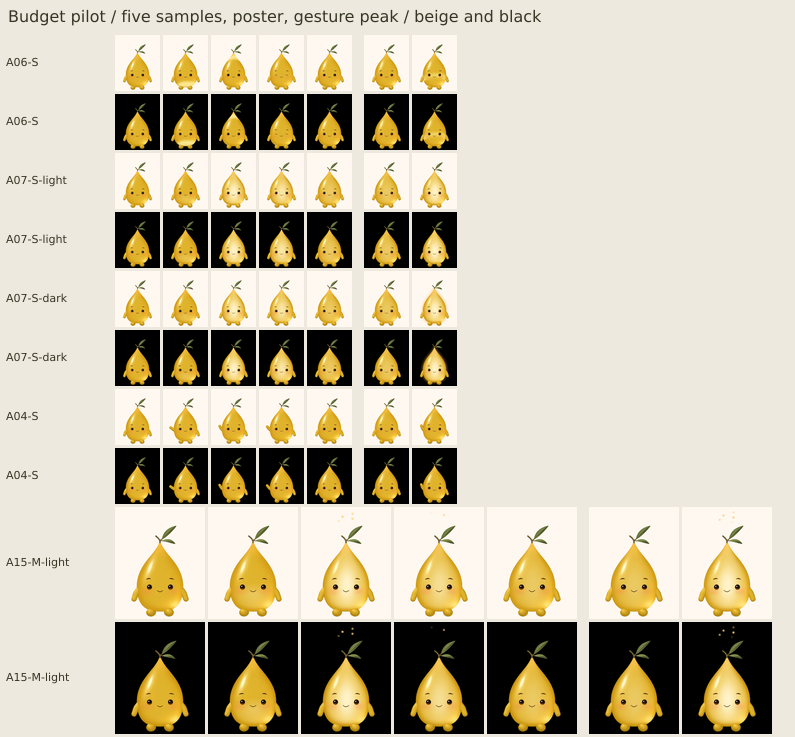 Budget pilot / five samples, poster, gesture peak / beige and black
A06-S
A06-S
A07-S-light
A07-S-light
A07-S-dark
A07-S-dark
A04-S
A04-S
A15-M-light
A15-M-light